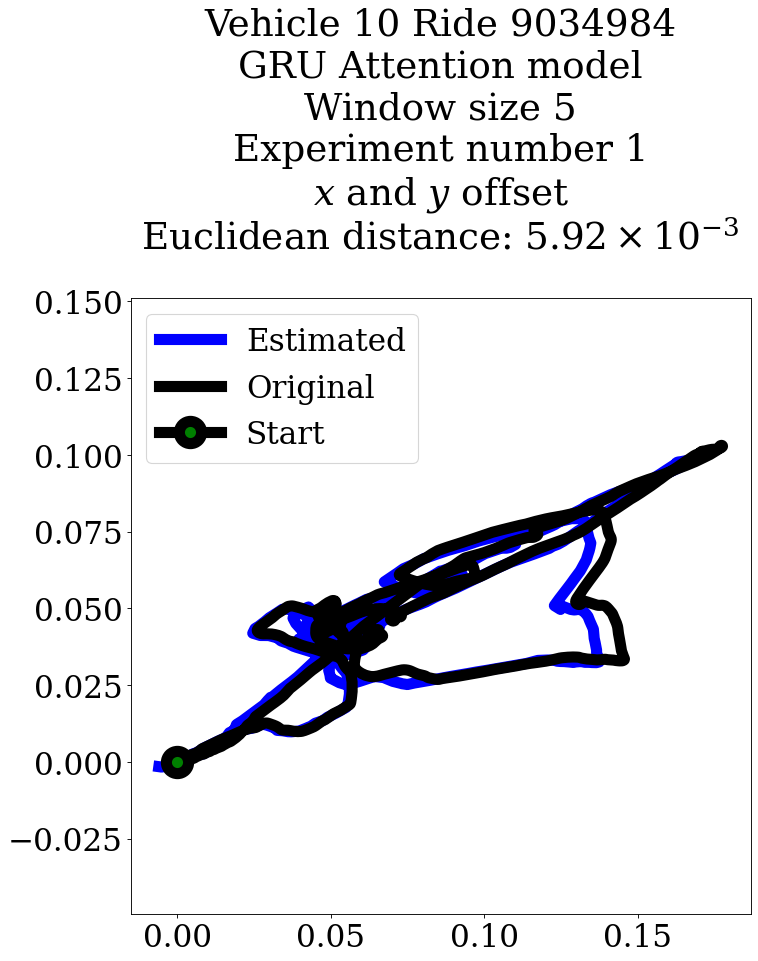 Vehicle 10 Ride 9034984
GRU Attention model
Window size 5
Experiment number 1
x and y offset
Euclidean distance: 5.92 × 10⁻³
0.150
0.125
0.100
0.075
0.050
0.025
0.000
−0.025
Estimated
Original
Start
0.00 0.05 0.10 0.15